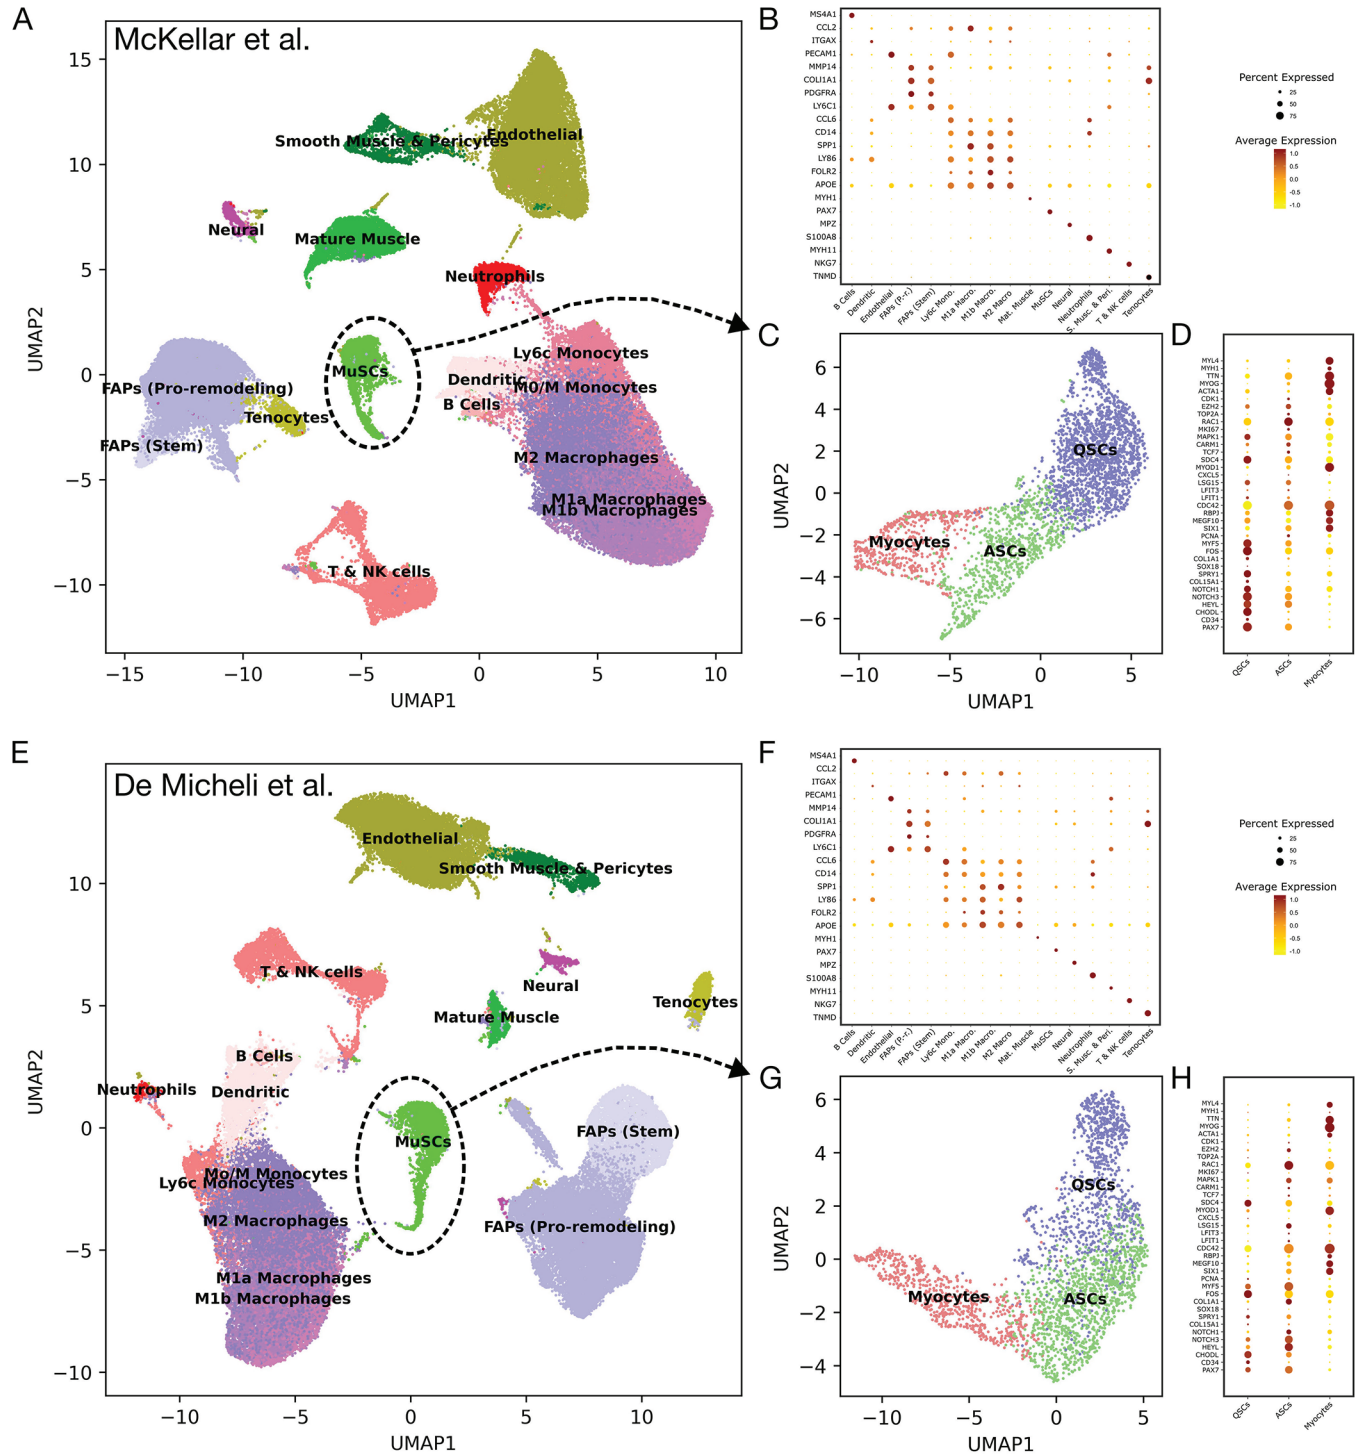 A
McKellar et al.
Smooth Muscle & Pericytes
Endothelial
Neural
Mature Muscle
Neutrophils
MuSCs
Ly6c Monocytes
Dendritic
M0/M Monocytes
B Cells
FAPs (Pro-remodeling)
Tenocytes
FAPs (Stem)
M2 Macrophages
M1a Macrophages
M1b Macrophages
T & NK cells
15
10
5
0
−5
−10
UMAP2
−15
−10
−5
0
5
10
UMAP1
B
MS4A1
CCL2
ITGAX
PECAM1
MMP14
COL1A1
PDGFRA
LY6C1
CCL6
CD14
SPP1
LY86
FOLR2
APOE
MYH1
PAX7
MPZ
S100A8
MYH11
NKG7
TNMD
B Cells
Dendritic
Endothelial
FAPs (P.-r.)
FAPs (Stem)
Ly6c Mono.
M1a Macro.
M1b Macro.
M2 Macro
Mat. Muscle
MuSCs
Neural
Neutrophils
S. Musc. & Peri.
T & NK cells
Tenocytes
Percent Expressed
25
50
75
Average Expression
1.0
0.5
0.0
-0.5
-1.0
C
6
4
2
0
−2
−4
−6
UMAP2
QSCs
Myocytes
ASCs
−10
−5
0
5
UMAP1
D
MYL4
MYH1
TTN
MYOG
ACTA1
CDK1
EZH2
TOP2A
RAC1
MKI67
MAPK1
CARM1
TCF7
SDC4
MYOD1
CXCL5
LSG15
LFIT3
LFIT1
CDC42
RBPJ
MEGF10
SIX1
PCNA
MYF5
FOS
COL1A1
SOX18
SPRY1
COL15A1
NOTCH1
NOTCH3
HEYL
CHODL
CD34
PAX7
QSCs
ASCs
Myocytes
E
De Micheli et al.
Endothelial
Smooth Muscle & Pericytes
T & NK cells
Neural
Tenocytes
Mature Muscle
B Cells
Neutrophils
Dendritic
MuSCs
FAPs (Stem)
Mo/M Monocytes
Ly6c Monocytes
M2 Macrophages
FAPs (Pro-remodeling)
M1a Macrophages
M1b Macrophages
10
5
0
−5
−10
UMAP2
−10
−5
0
5
10
UMAP1
F
MS4A1
CCL2
ITGAX
PECAM1
MMP14
COL1A1
PDGFRA
LY6C1
CCL6
CD14
SPP1
LY86
FOLR2
APOE
MYH1
PAX7
MPZ
S100A8
MYH11
NKG7
TNMD
B Cells
Dendritic
Endothelial
FAPs (P.-r.)
FAPs (Stem)
Ly6c Mono.
M1a Macro.
M1b Macro.
M2 Macro
Mat. Muscle
MuSCs
Neural
Neutrophils
S. Musc. & Peri.
T & NK cells
Tenocytes
Percent Expressed
25
50
75
Average Expression
1.0
0.5
0.0
-0.5
-1.0
G
6
4
2
0
−2
−4
UMAP2
QSCs
Myocytes
ASCs
−10
−5
0
5
UMAP1
H
MYL4
MYH1
TTN
MYOG
ACTA1
CDK1
EZH2
TOP2A
RAC1
MKI67
MAPK1
CARM1
TCF7
SDC4
MYOD1
CXCL5
LSG15
LFIT3
LFIT1
CDC42
RBPJ
MEGF10
SIX1
PCNA
MYF5
FOS
COL1A1
SOX18
SPRY1
COL15A1
NOTCH1
NOTCH3
HEYL
CHODL
CD34
PAX7
QSCs
ASCs
Myocytes